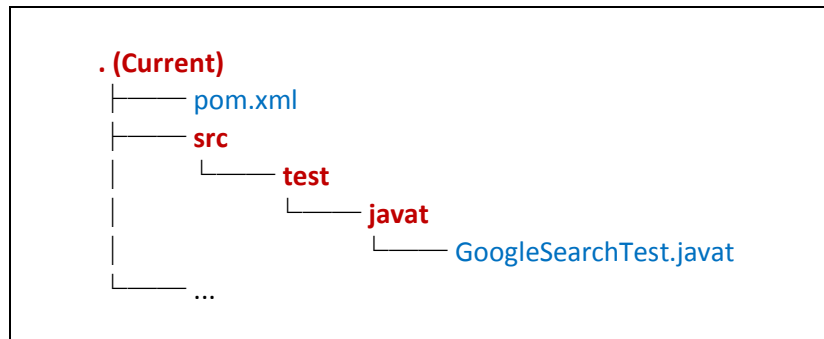 . (Current)
pom.xml
src
test
javat
GoogleSearchTest.javat
...